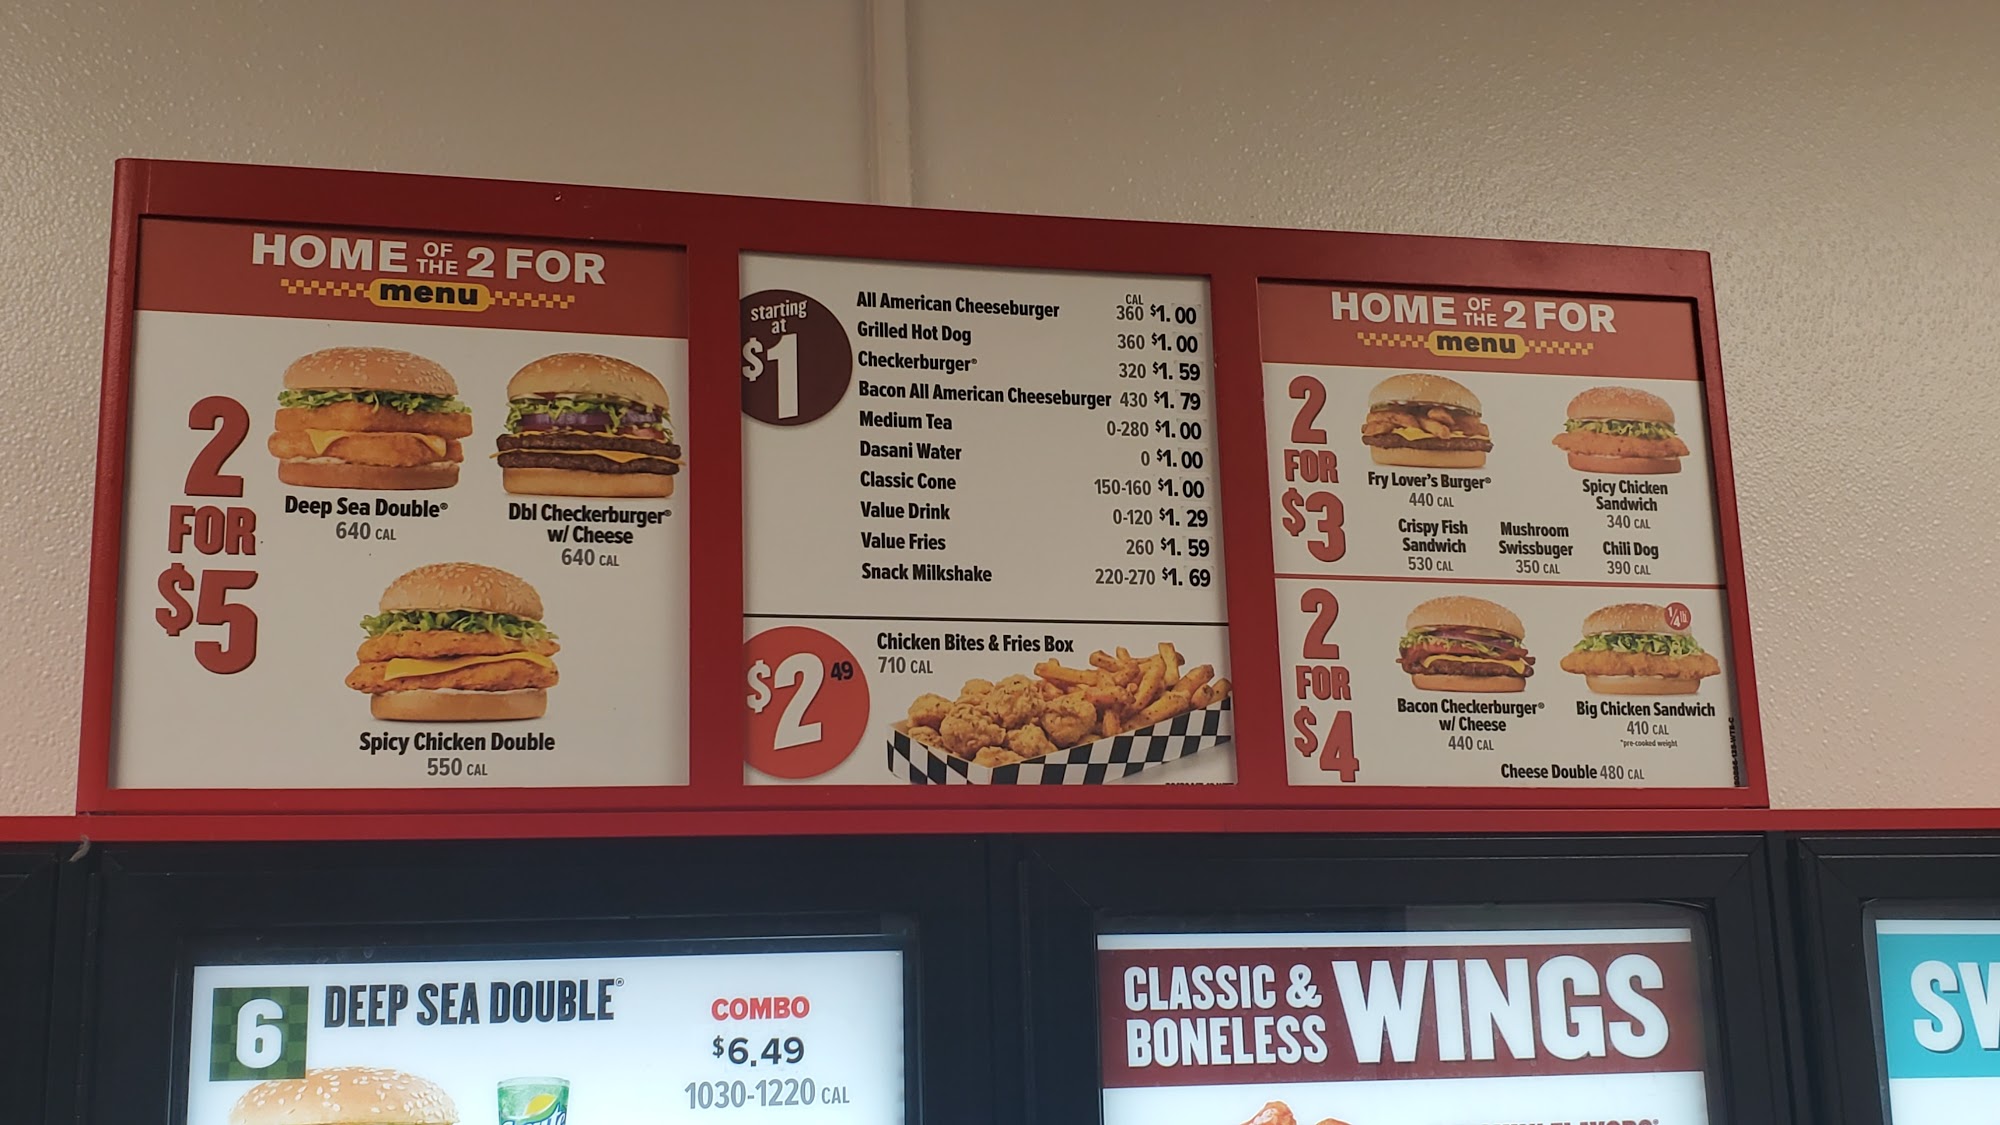 HOME OF THE 2 FOR
menu
2 FOR $5
Deep Sea Double®
640 CAL
Dbl Checkerburger®
w/ Cheese
640 CAL
Spicy Chicken Double
550 CAL
starting
at
$1
CAL
All American Cheeseburger 360 $1.00
Grilled Hot Dog 360 $1.00
Checkerburger® 320 $1.59
Bacon All American Cheeseburger 430 $1.79
Medium Tea 0-280 $1.00
Dasani Water 0 $1.00
Classic Cone 150-160 $1.00
Value Drink 0-120 $1.29
Value Fries 260 $1.59
Snack Milkshake 220-270 $1.69
$2 49
Chicken Bites & Fries Box
710 CAL
HOME OF THE 2 FOR
menu
2 FOR $3
Fry Lover's Burger®
440 CAL
Spicy Chicken
Sandwich
340 CAL
Crispy Fish
Sandwich
530 CAL
Mushroom
Swissbuger
350 CAL
Chili Dog
390 CAL
2 FOR $4
Bacon Checkerburger®
w/ Cheese
440 CAL
1/4 lb
Big Chicken Sandwich
410 CAL
*pre-cooked weight
Cheese Double 480 CAL
6
DEEP SEA DOUBLE®
COMBO
$6.49
1030-1220 CAL
CLASSIC &
BONELESS
WINGS